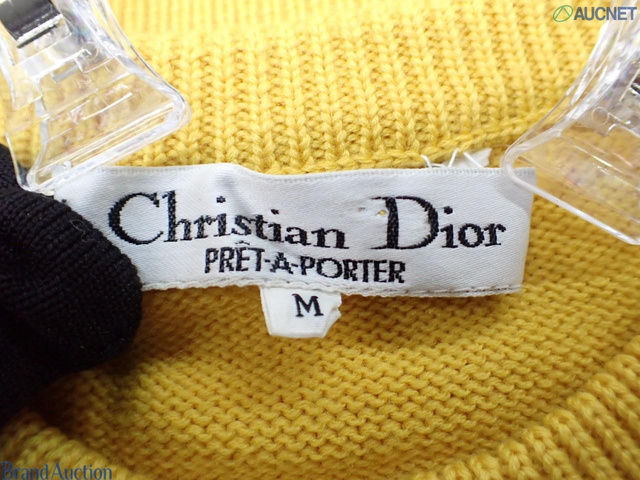 AUCNET
Christian Dior
PRÊT-A-PORTER
M
Brand Auction